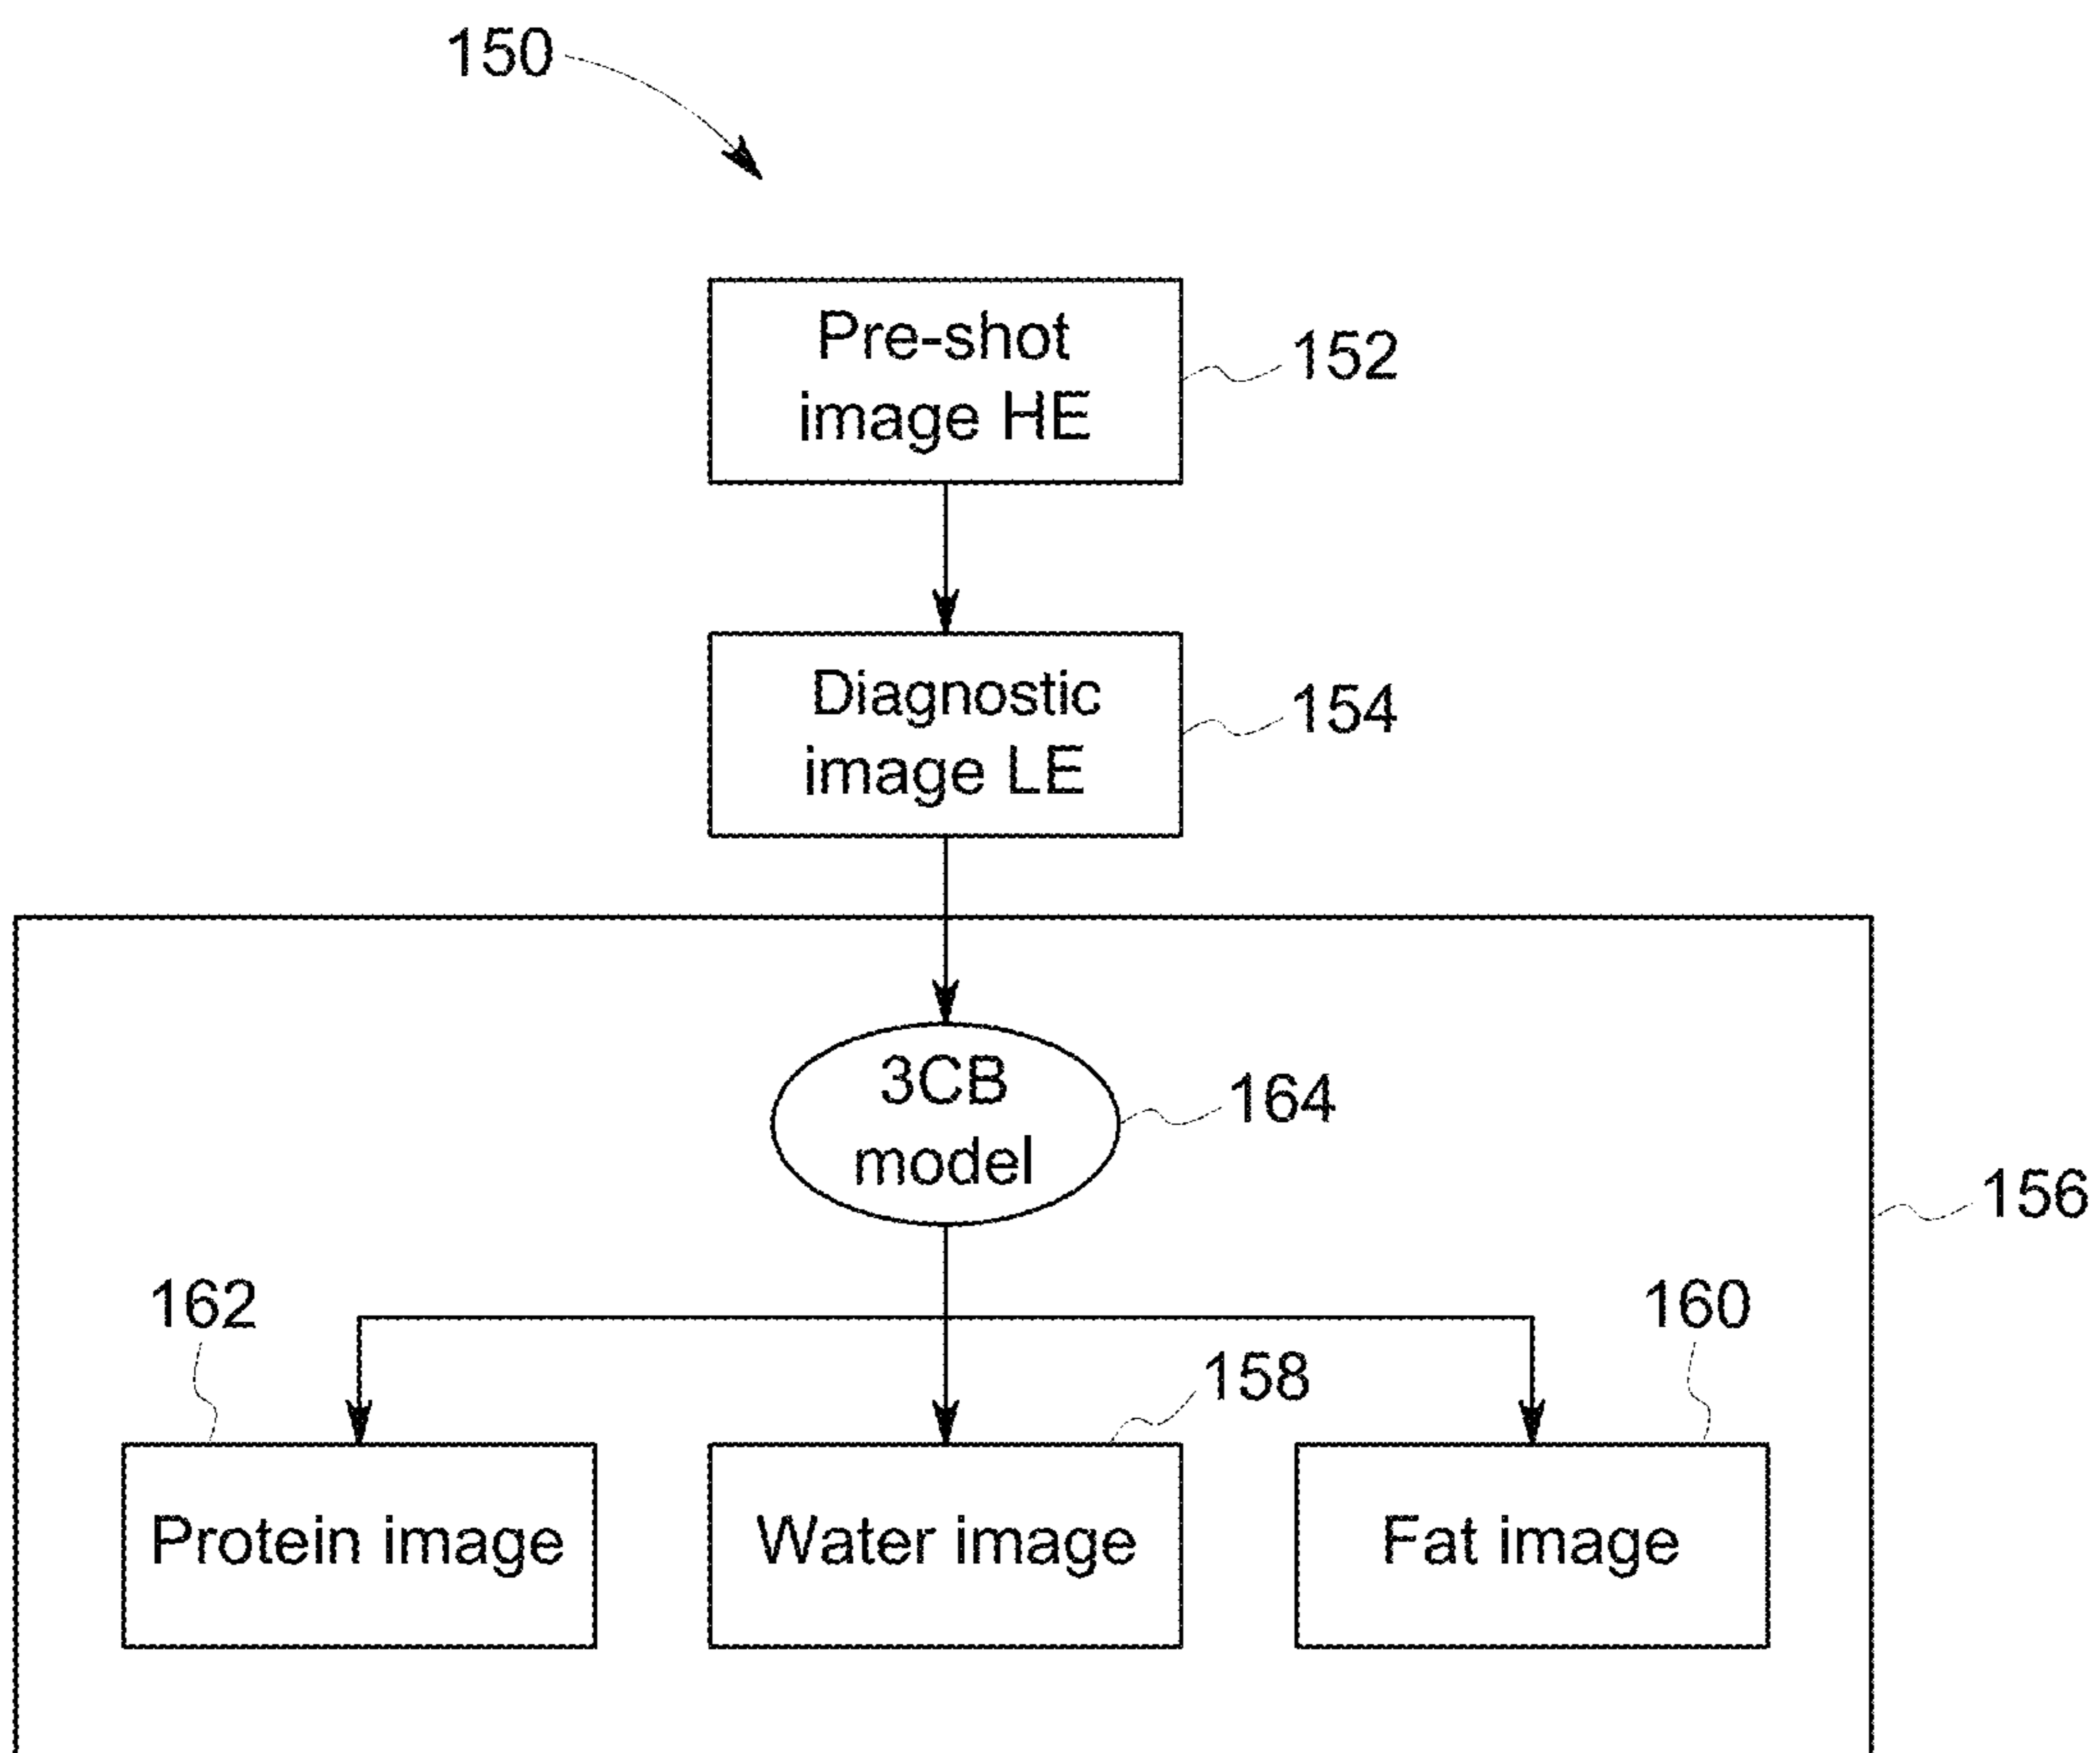 150
Pre-shot
image HE
152
Diagnostic
image LE
154
3CB
model
164
156
162
158
160
Protein image
Water image
Fat image